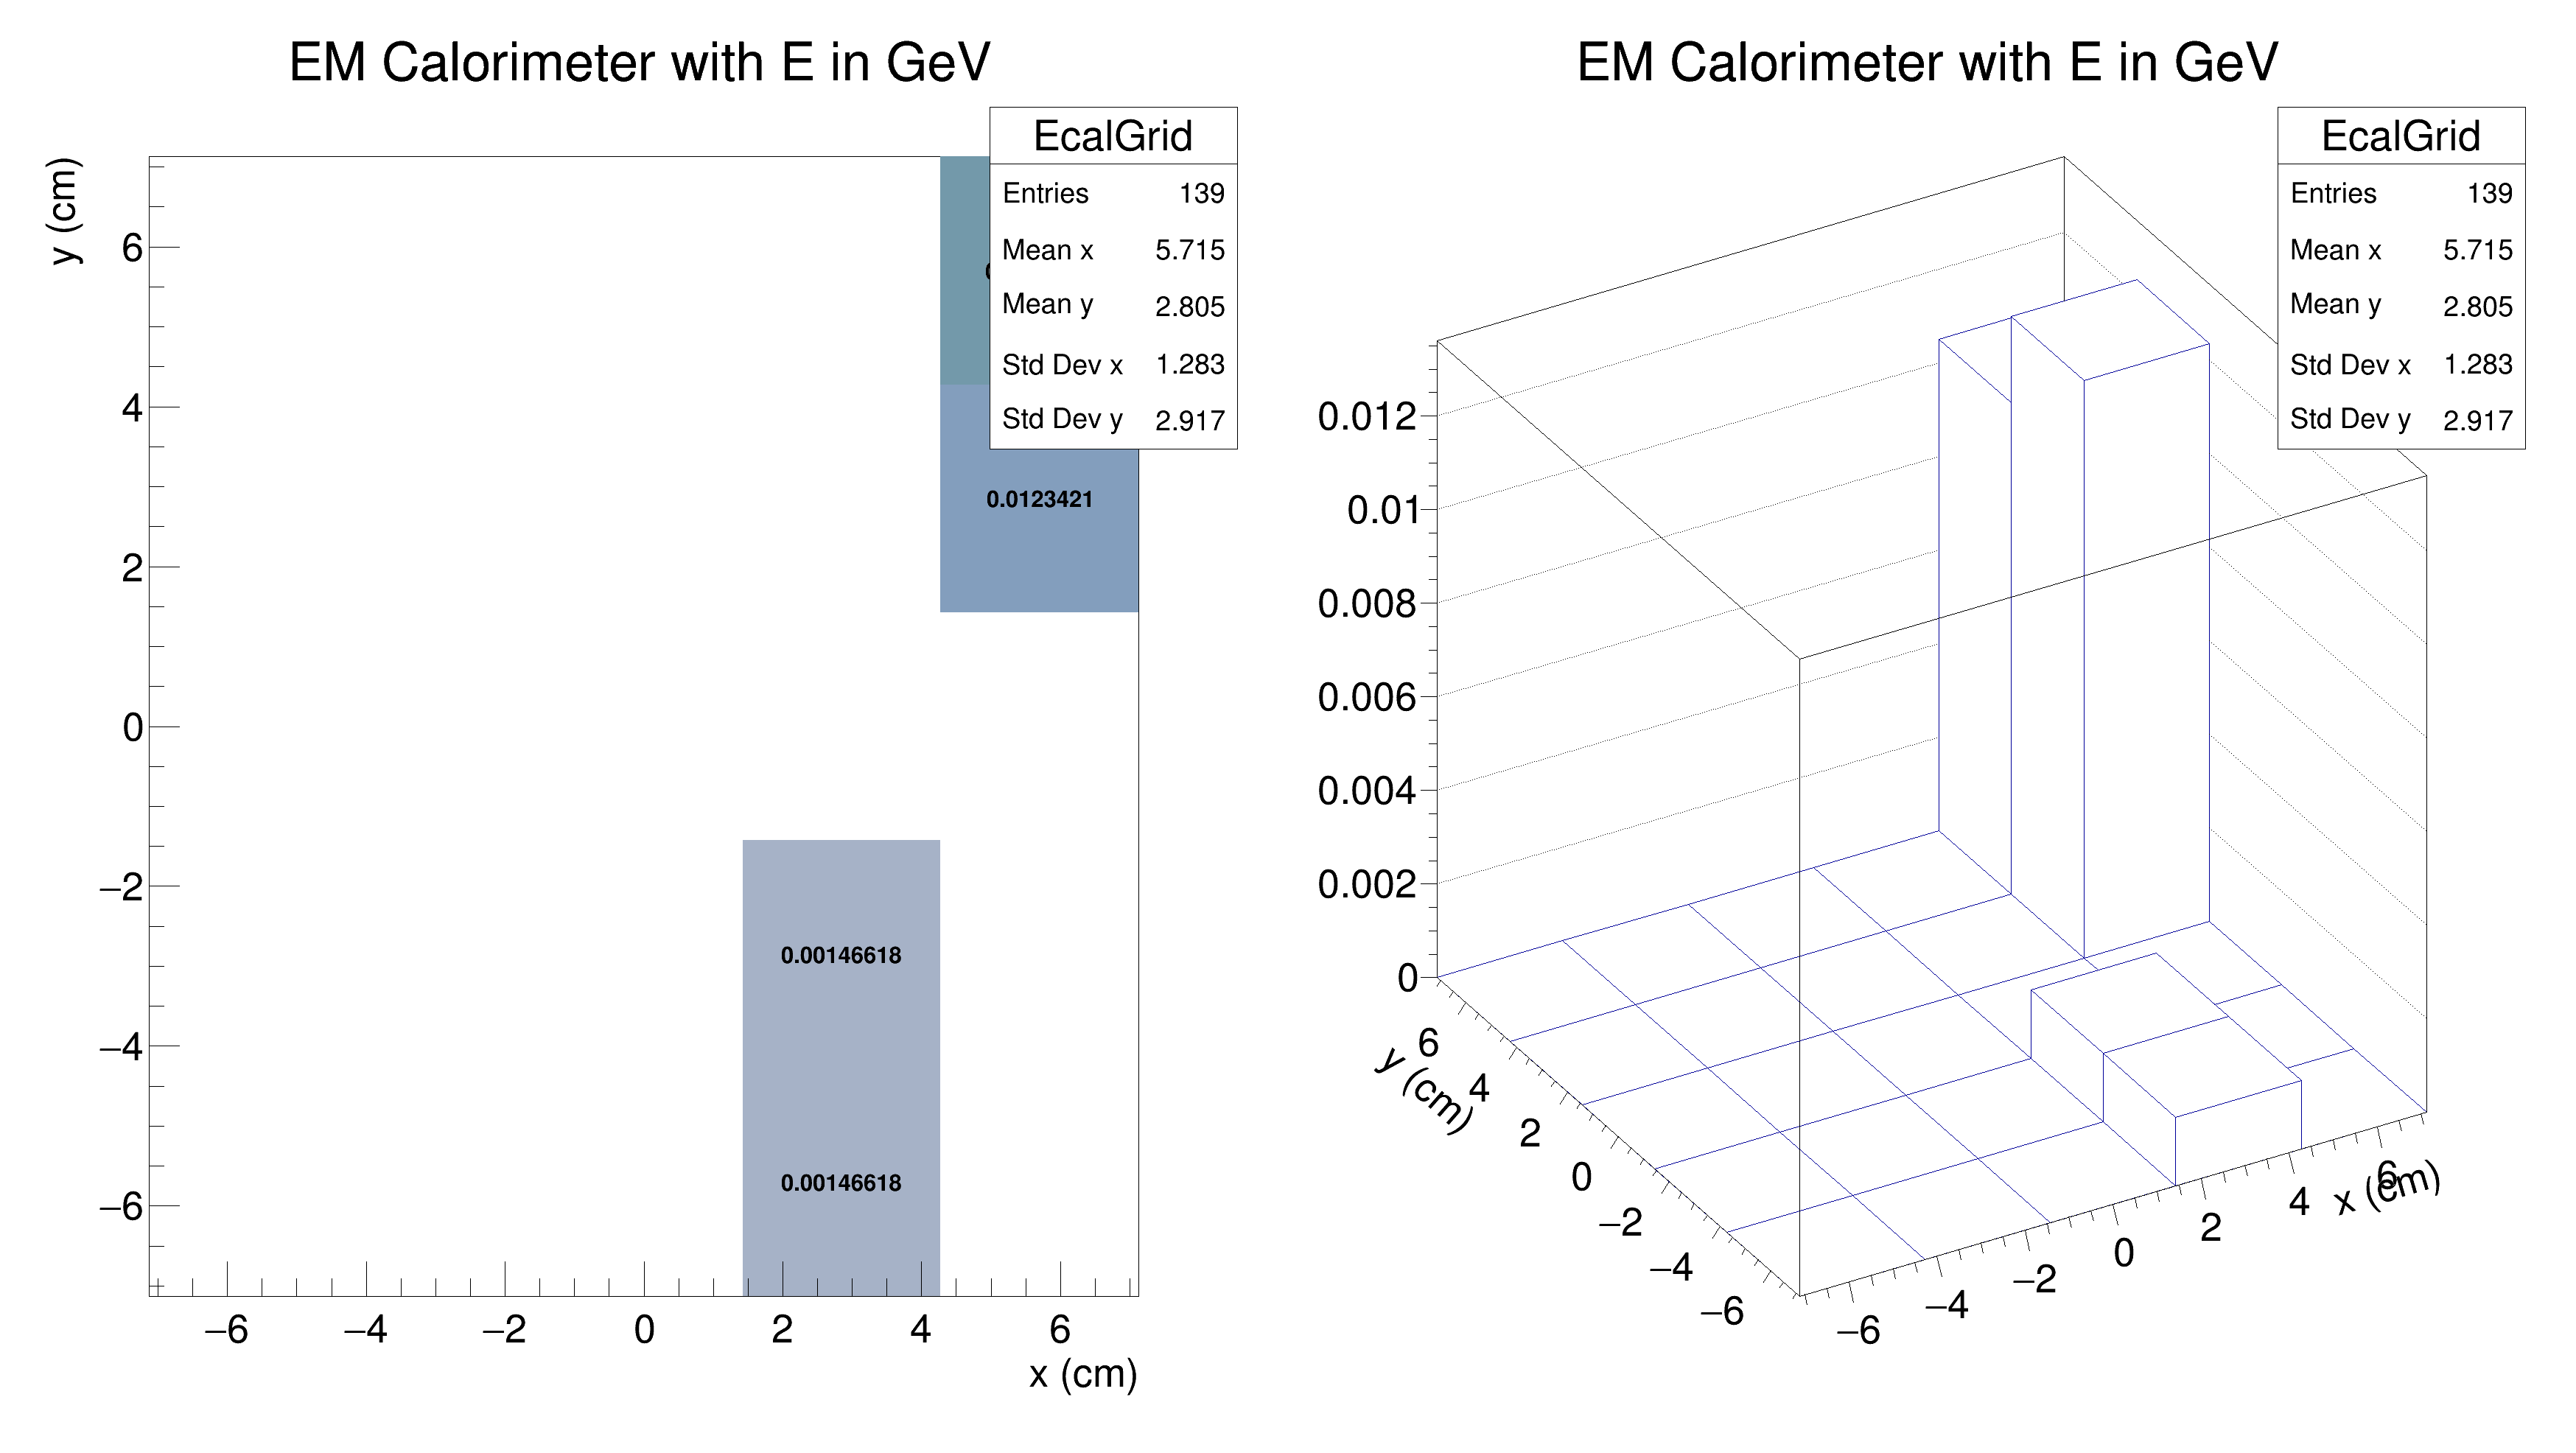 EM Calorimeter with E in GeV
y (cm)
6
4
2
0
−2
−4
−6
−6 −4 −2 0 2 4 6
x (cm)
0.0123421
0.00146618
0.00146618
EcalGrid
Entries 139
Mean x 5.715
Mean y 2.805
Std Dev x 1.283
Std Dev y 2.917
EM Calorimeter with E in GeV
EcalGrid
Entries 139
Mean x 5.715
Mean y 2.805
Std Dev x 1.283
Std Dev y 2.917
0.012
0.01
0.008
0.006
0.004
0.002
0
6
4
2
0
−2
−4
−6
y (cm)
−6
−4
−2
0
2
4
6
x (cm)